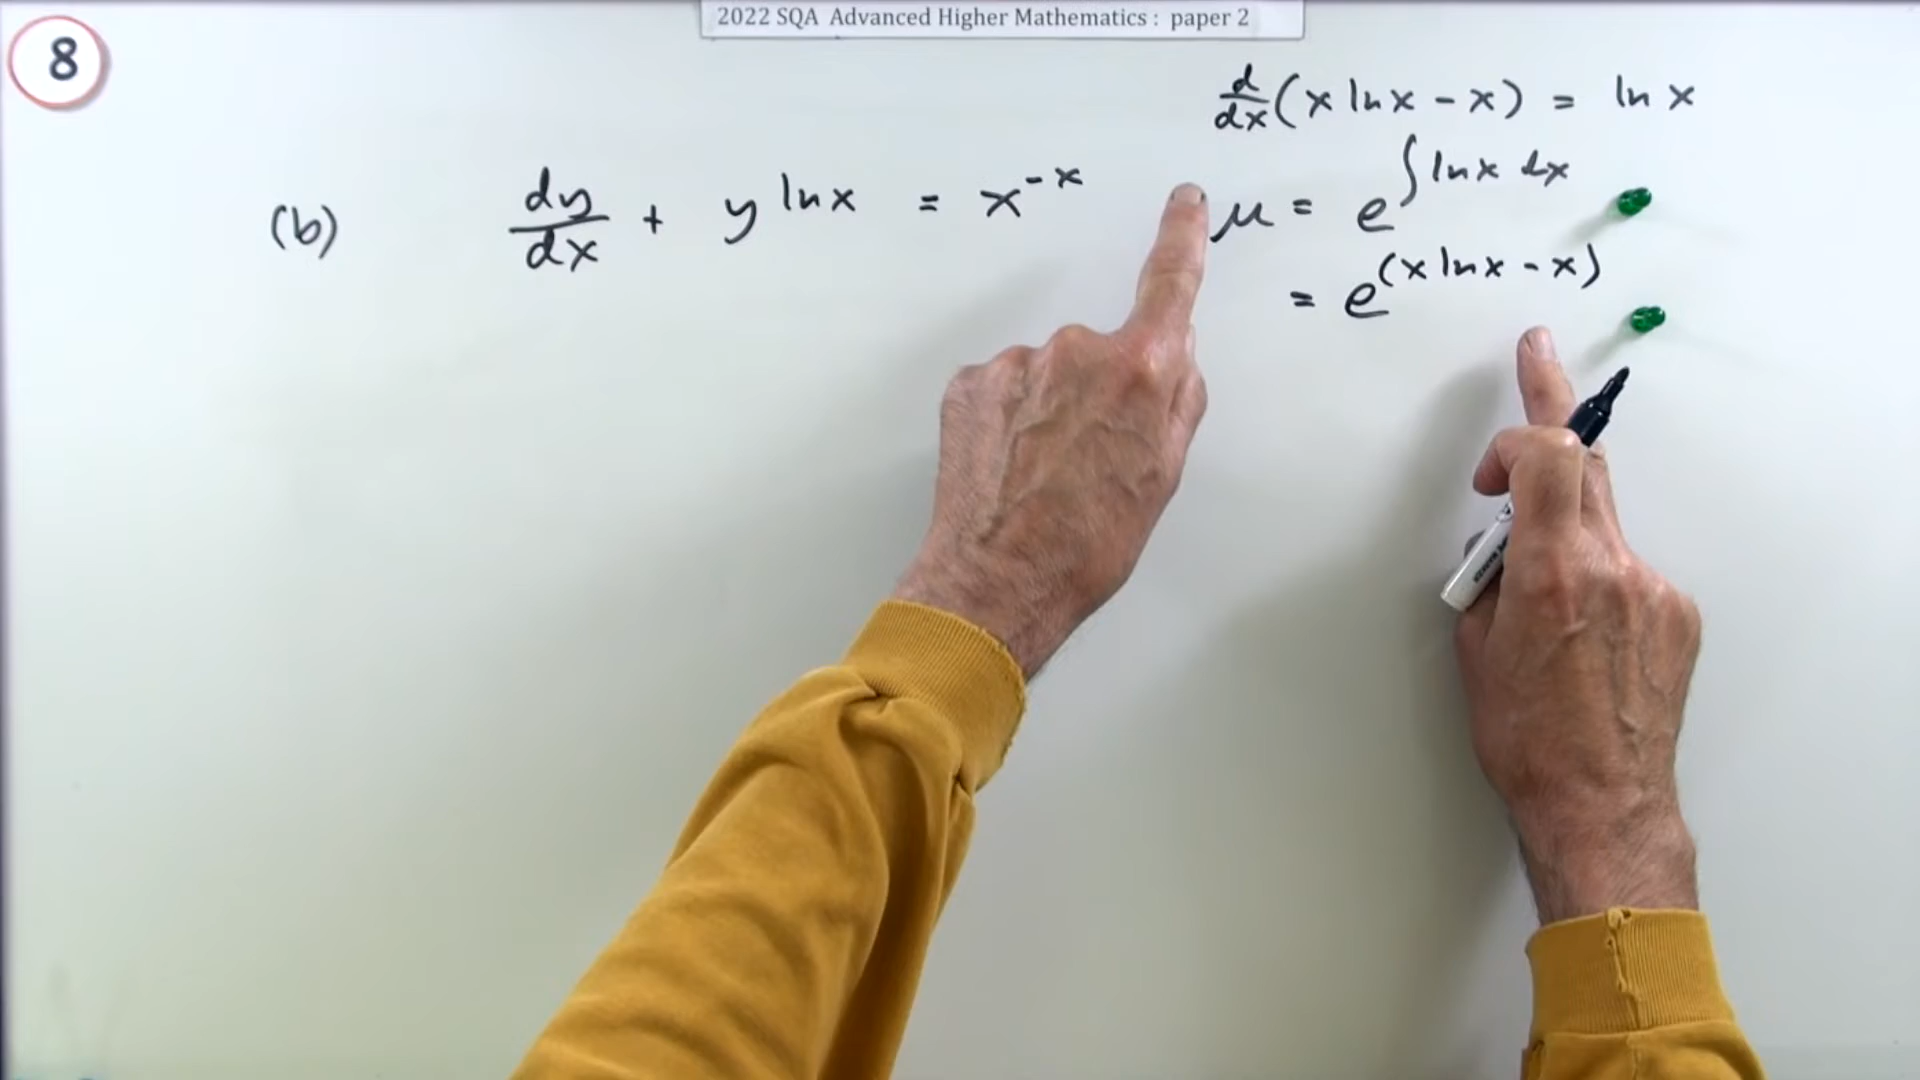 2022 SQA Advanced Higher Mathematics : paper 2
8
d/dx (x ln x - x) = ln x
(b) dy/dx + y ln x = x^{-x} μ = e^{∫ ln x dx}
= e^{(x ln x - x)}